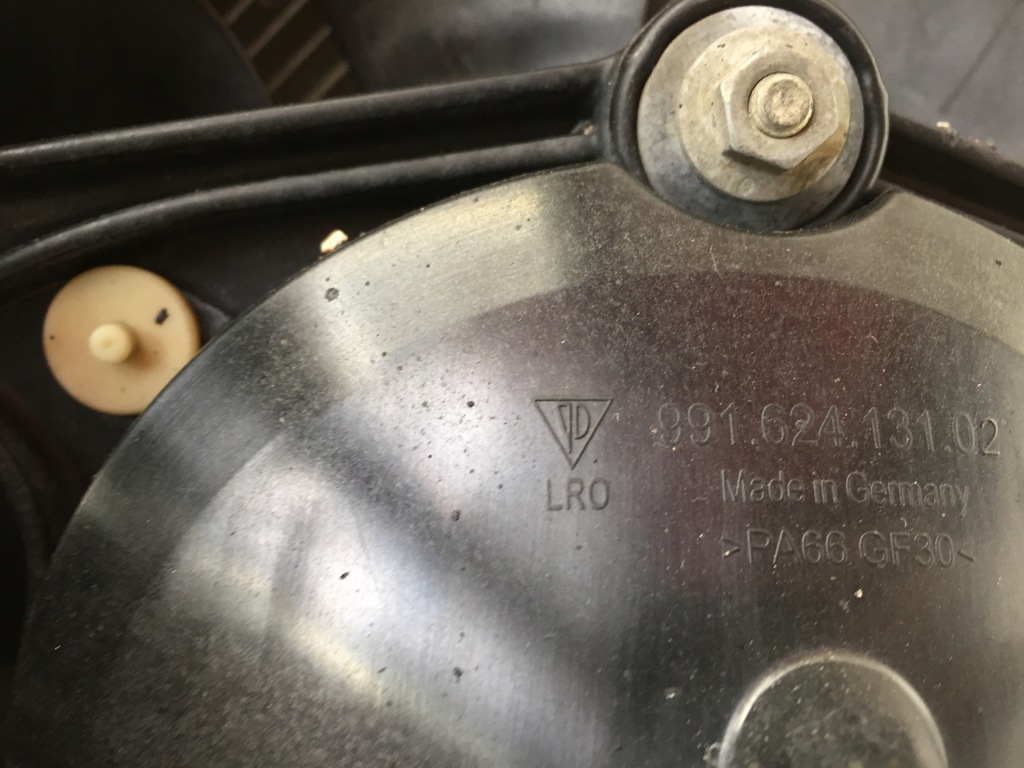 991.624.131.02
LRO
Made in Germany
>PA66 GF30<